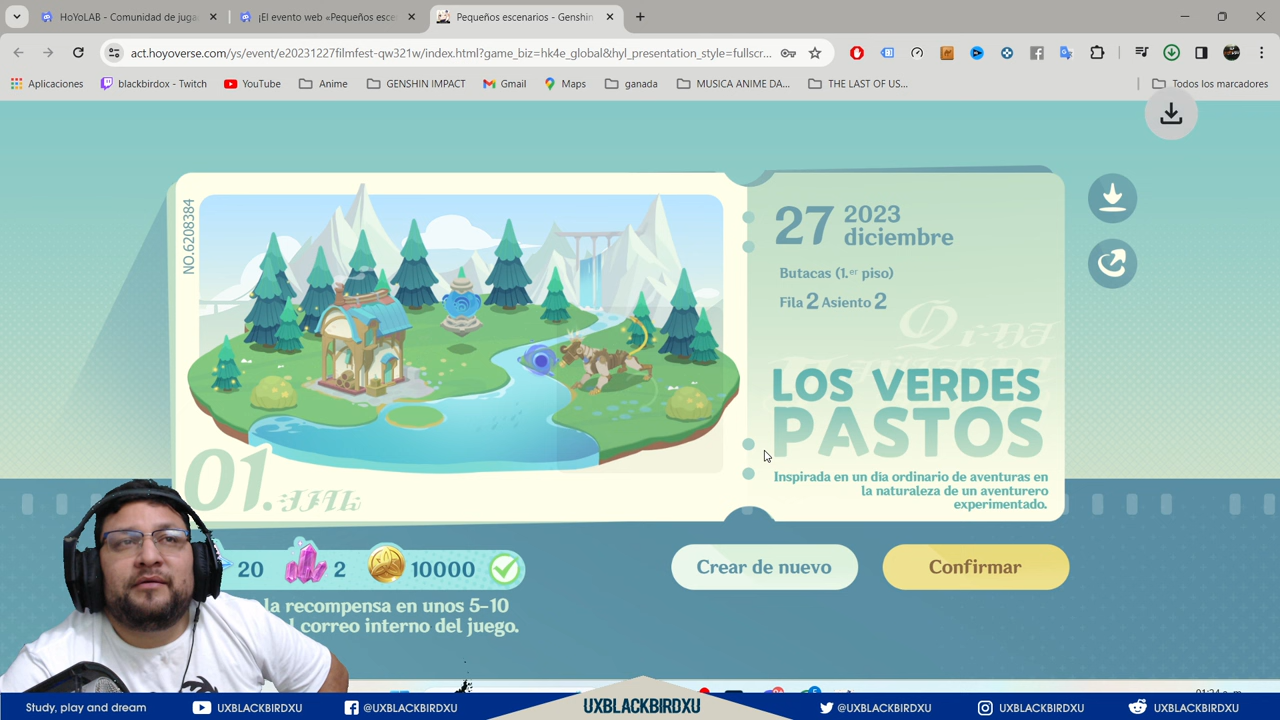 HoYoLAB - Comunidad de juga
¡El evento web «Pequeños esce
Pequeños escenarios - Genshin
act.hoyoverse.com/ys/event/e20231227filmfest-qw321w/index.html?game_biz=hk4e_global&hyl_presentation_style=fullscr...
Aplicaciones
blackbirdox - Twitch
YouTube
Anime
GENSHIN IMPACT
Gmail
Maps
ganada
MUSICA ANIME DA...
THE LAST OF US...
Todos los marcadores
NO.6208384
01.
27 2023
diciembre
Butacas (1.er piso)
Fila 2 Asiento 2
LOS VERDES
PASTOS
Inspirada en un día ordinario de aventuras en
la naturaleza de un aventurero
experimentado.
20 2 10000
Crear de nuevo
Confirmar
la recompensa en unos 5-10
l correo interno del juego.
Study, play and dream
UXBLACKBIRDXU
@UXBLACKBIRDXU
UXBLACKBIRDXU
@UXBLACKBIRDXU
UXBLACKBIRDXU
UXBLACKBIRDXU